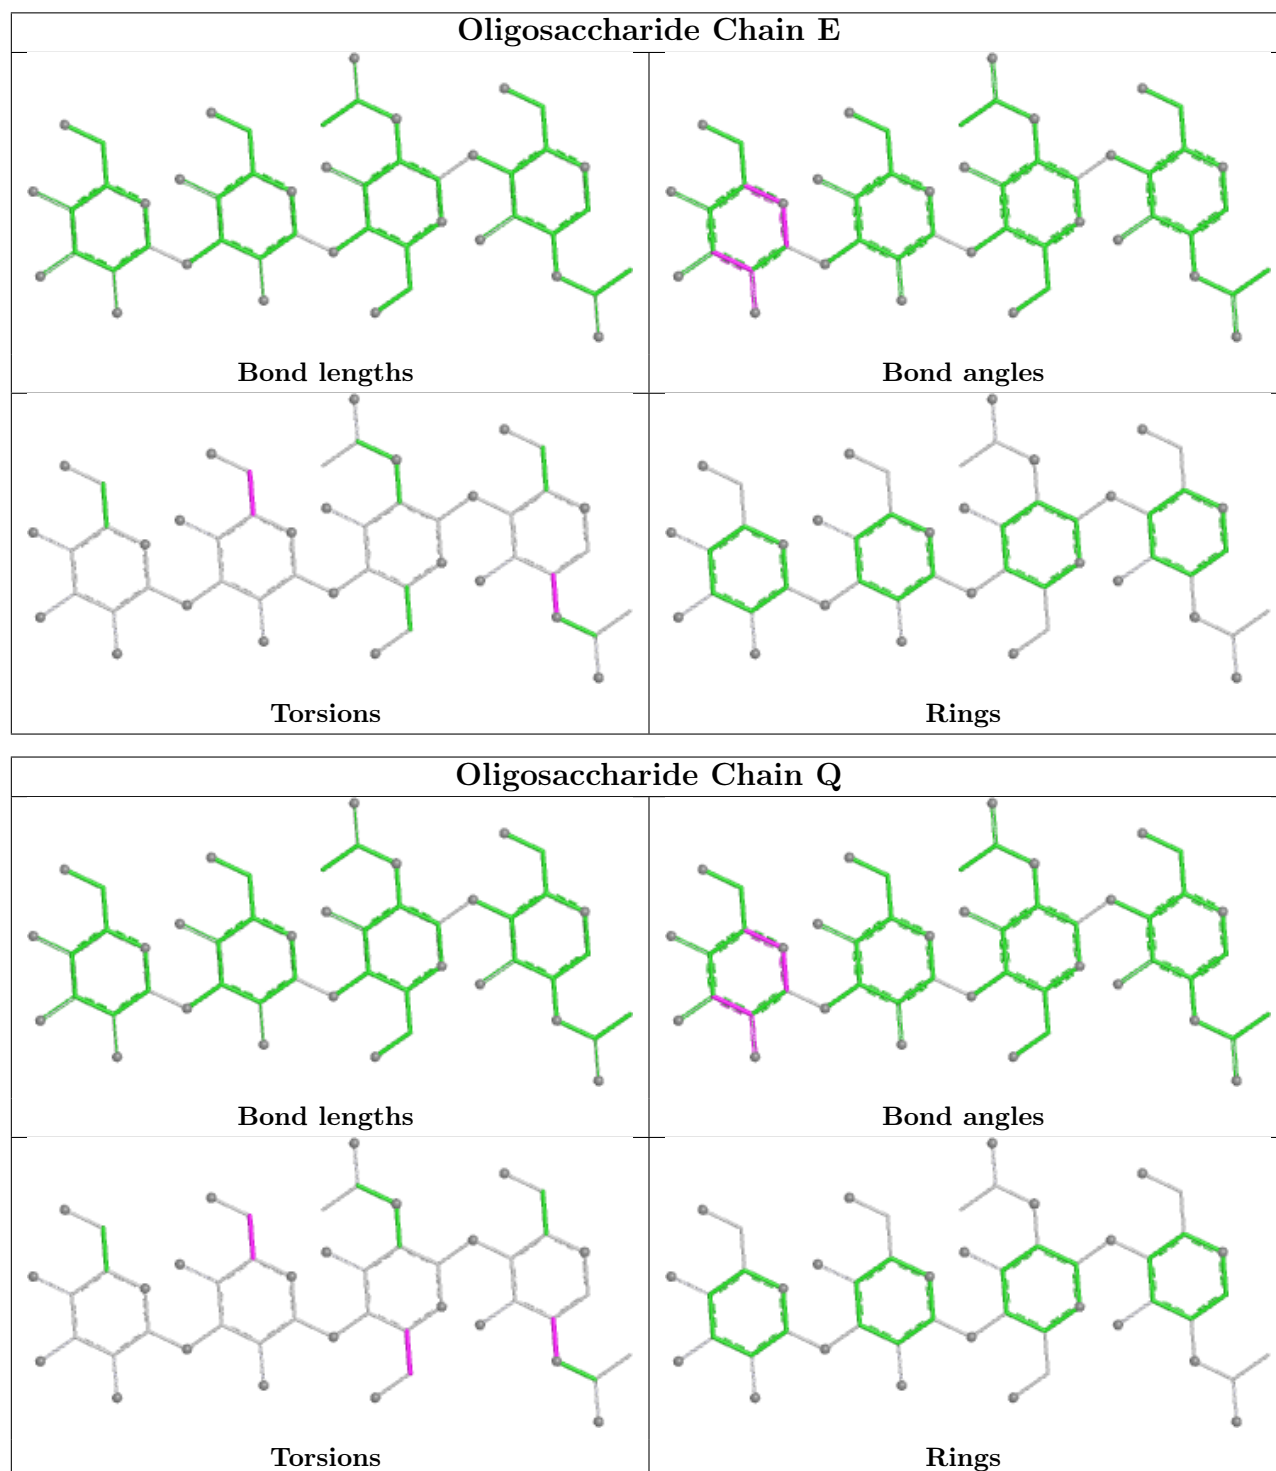 Oligosaccharide Chain E
Bond lengths
Bond angles
Torsions
Rings
Oligosaccharide Chain Q
Bond lengths
Bond angles
Torsions
Rings